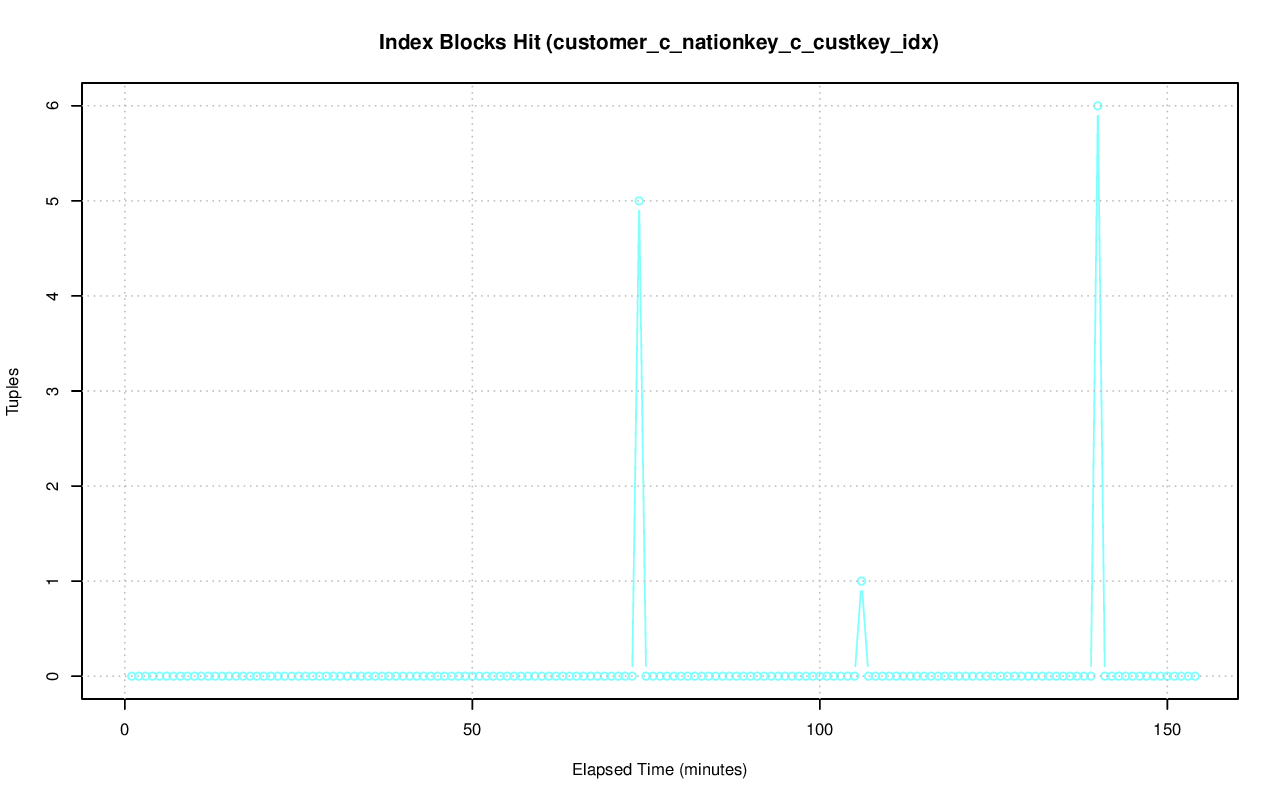 Index Blocks Hit (customer_c_nationkey_c_custkey_idx)
6
5
4
3
2
1
0
Tuples
0 50 100 150
Elapsed Time (minutes)